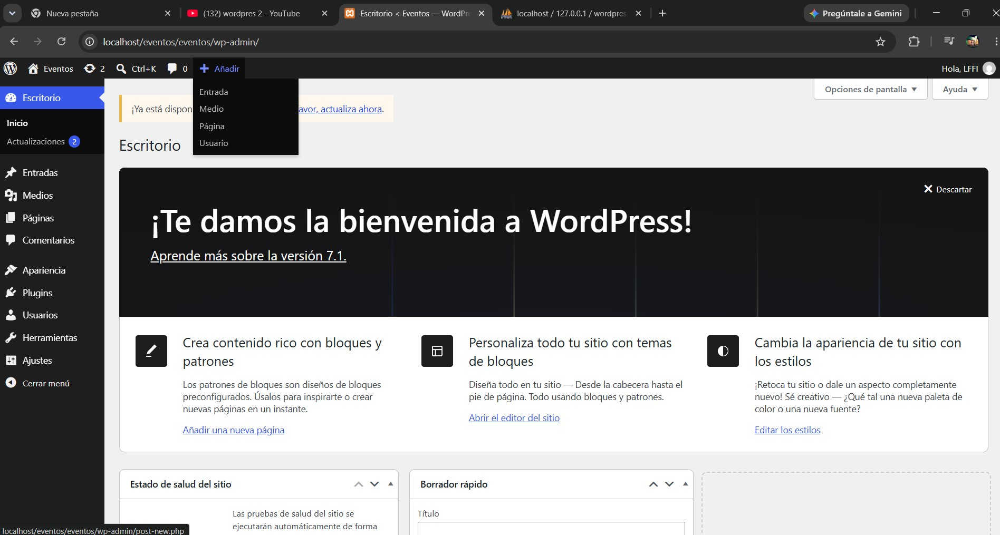 Nueva pestaña
(132) wordpres 2 - YouTube
Escritorio < Eventos — WordPr
localhost / 127.0.0.1 / wordpres
Pregúntale a Gemini
localhost/eventos/eventos/wp-admin/
Eventos
2
Ctrl+K
0
Añadir
Hola, LFFI
Entrada
Medio
Página
Usuario
Opciones de pantalla
Ayuda
¡Ya está dispon
avor, actualiza ahora.
Escritorio
Escritorio
Inicio
Actualizaciones 2
Entradas
Medios
Páginas
Comentarios
Apariencia
Plugins
Usuarios
Herramientas
Ajustes
Cerrar menú
Descartar
¡Te damos la bienvenida a WordPress!
Aprende más sobre la versión 7.1.
Crea contenido rico con bloques y
patrones
Los patrones de bloques son diseños de bloques
preconfigurados. Úsalos para inspirarte o crear
nuevas páginas en un instante.
Añadir una nueva página
Personaliza todo tu sitio con temas
de bloques
Diseña todo en tu sitio — Desde la cabecera hasta el
pie de página. Todo usando bloques y patrones.
Abrir el editor del sitio
Cambia la apariencia de tu sitio con
los estilos
¡Retoca tu sitio o dale un aspecto completamente
nuevo! Sé creativo — ¿Qué tal una nueva paleta de
color o una nueva fuente?
Editar los estilos
Estado de salud del sitio
Las pruebas de salud del sitio se
ejecutarán automáticamente de forma
Borrador rápido
Título
localhost/eventos/eventos/wp-admin/post-new.php